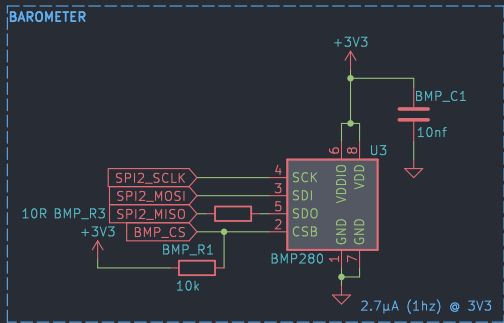 BAROMETER
+3V3
BMP_C1
10nf
6 8 U3
SPI2_SCLK 4 SCK VDDIO VDD
SPI2_MOSI 3 SDI
10R BMP_R3 SPI2_MISO 5 SDO
+3V3 BMP_CS 2 CSB GND GND
BMP_R1 BMP280 1 7
10k
2.7µA (1hz) @ 3V3